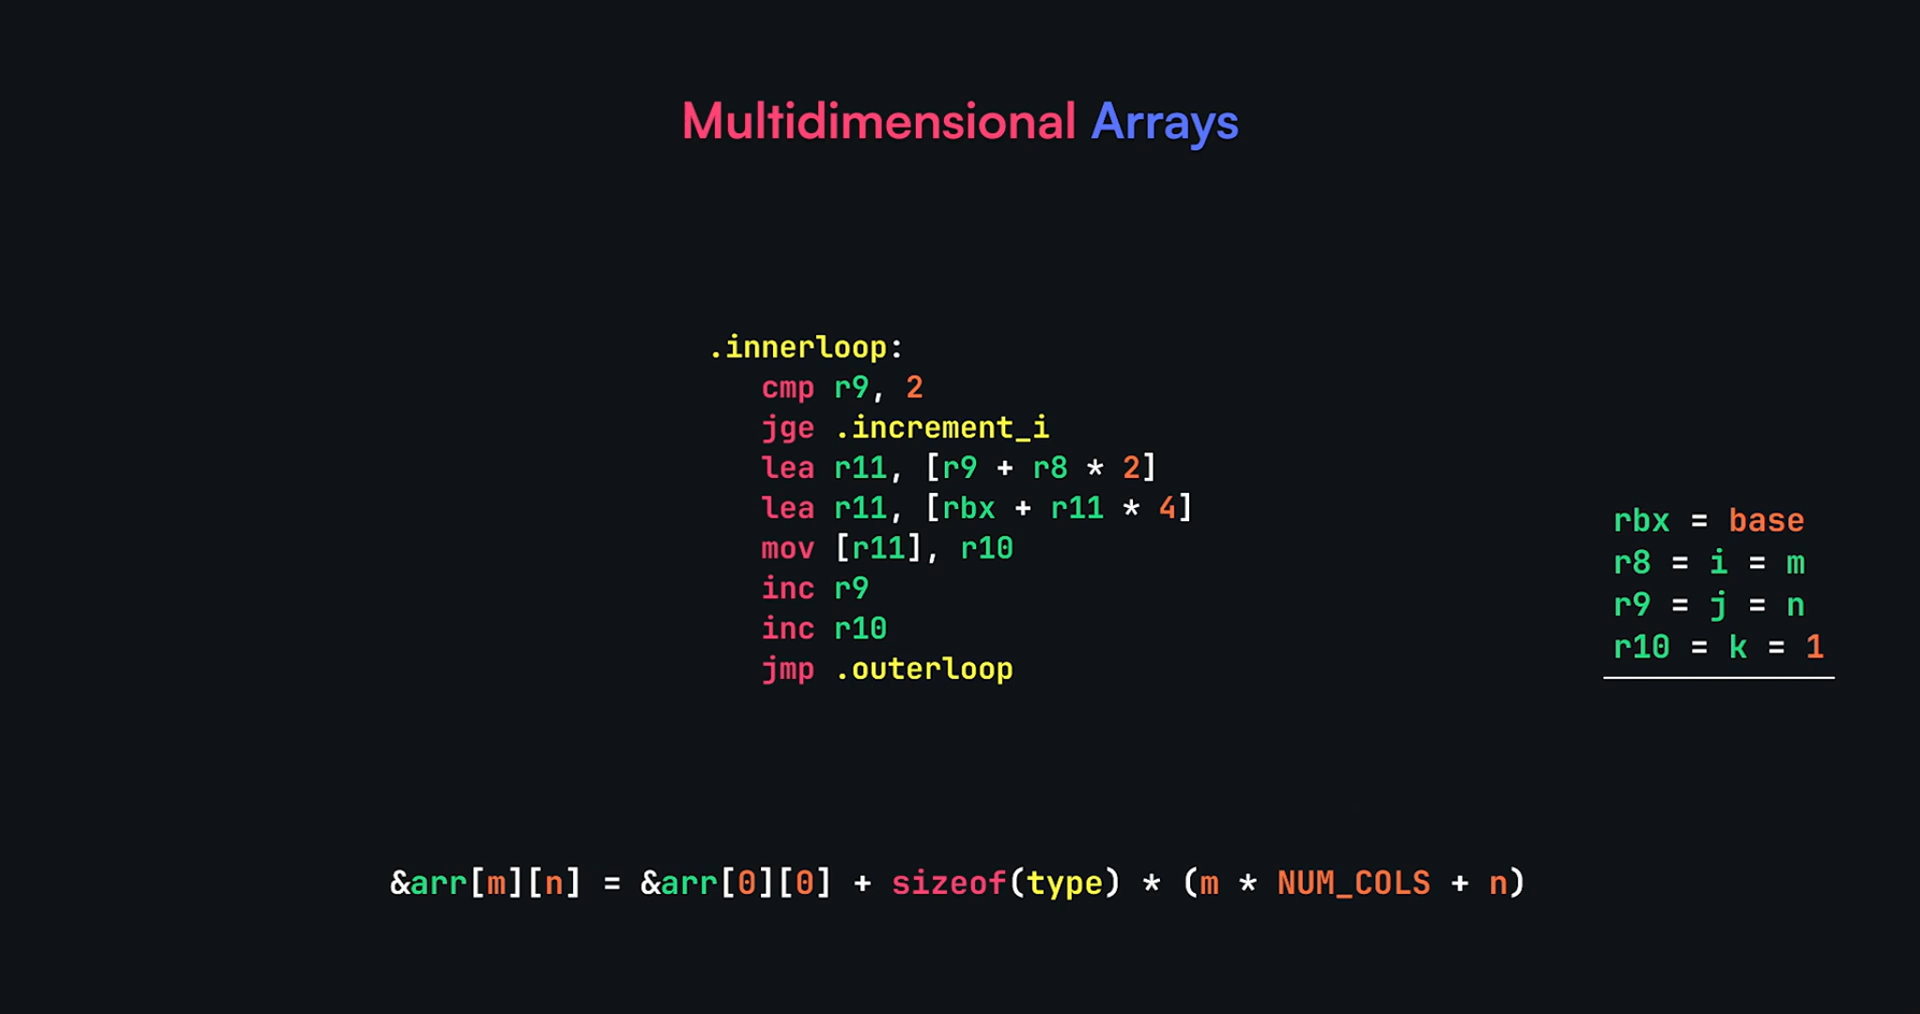 Multidimensional Arrays
.innerloop:
cmp r9, 2
jge .increment_i
lea r11, [r9 + r8 * 2]
lea r11, [rbx + r11 * 4]
mov [r11], r10
inc r9
inc r10
jmp .outerloop
rbx = base
r8 = i = m
r9 = j = n
r10 = k = 1
&arr[m][n] = &arr[0][0] + sizeof(type) * (m * NUM_COLS + n)